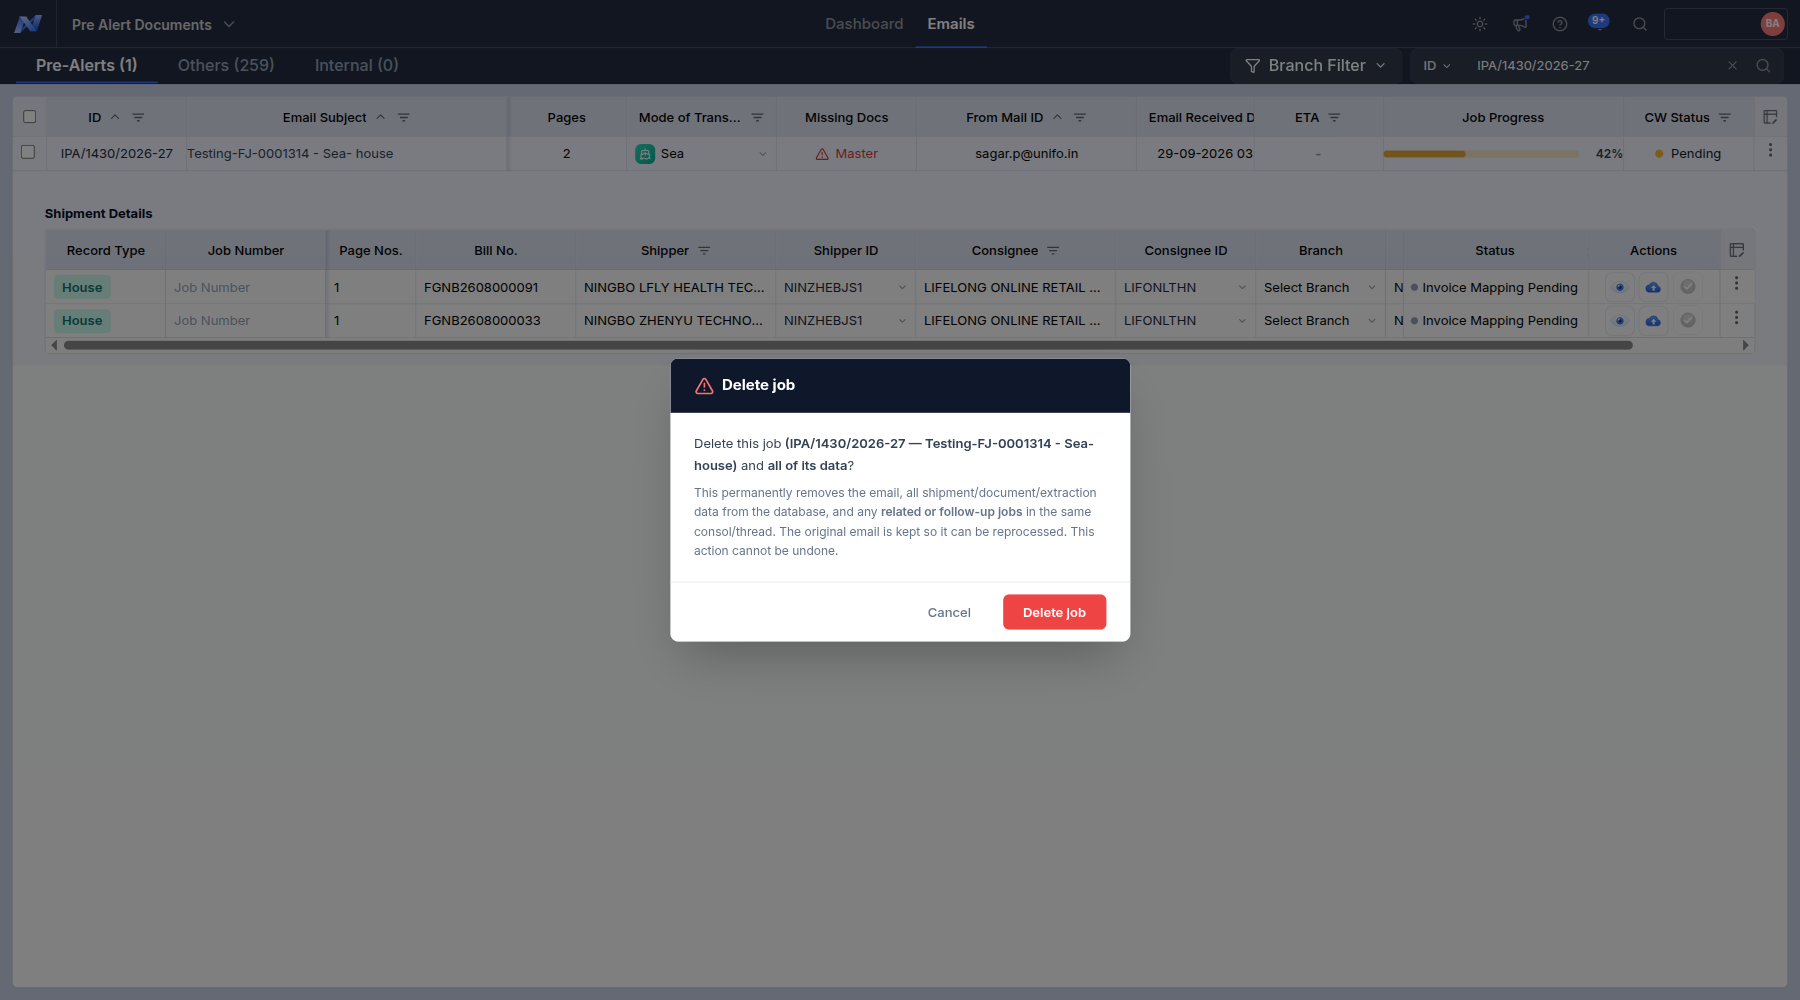 Pre Alert Documents
Dashboard
Emails
9+
BA
Pre-Alerts (1)
Others (259)
Internal (0)
Branch Filter
ID
IPA/1430/2026-27
ID
Email Subject
Pages
Mode of Trans...
Missing Docs
From Mail ID
Email Received D
ETA
Job Progress
CW Status
IPA/1430/2026-27
Testing-FJ-0001314 - Sea- house
2
Sea
Master
sagar.p@unifo.in
29-09-2026 03
-
42%
Pending
Shipment Details
Record Type
Job Number
Page Nos.
Bill No.
Shipper
Shipper ID
Consignee
Consignee ID
Branch
Status
Actions
House
Job Number
1
FGNB2608000091
NINGBO LFLY HEALTH TEC...
NINZHEBJS1
LIFELONG ONLINE RETAIL ...
LIFONLTHN
Select Branch
N
Invoice Mapping Pending
House
Job Number
1
FGNB2608000033
NINGBO ZHENYU TECHNO...
NINZHEBJS1
LIFELONG ONLINE RETAIL ...
LIFONLTHN
Select Branch
N
Invoice Mapping Pending
Delete job
Delete this job (IPA/1430/2026-27 — Testing-FJ-0001314 - Sea-
house) and all of its data?
This permanently removes the email, all shipment/document/extraction
data from the database, and any related or follow-up jobs in the same
consol/thread. The original email is kept so it can be reprocessed. This
action cannot be undone.
Cancel
Delete job